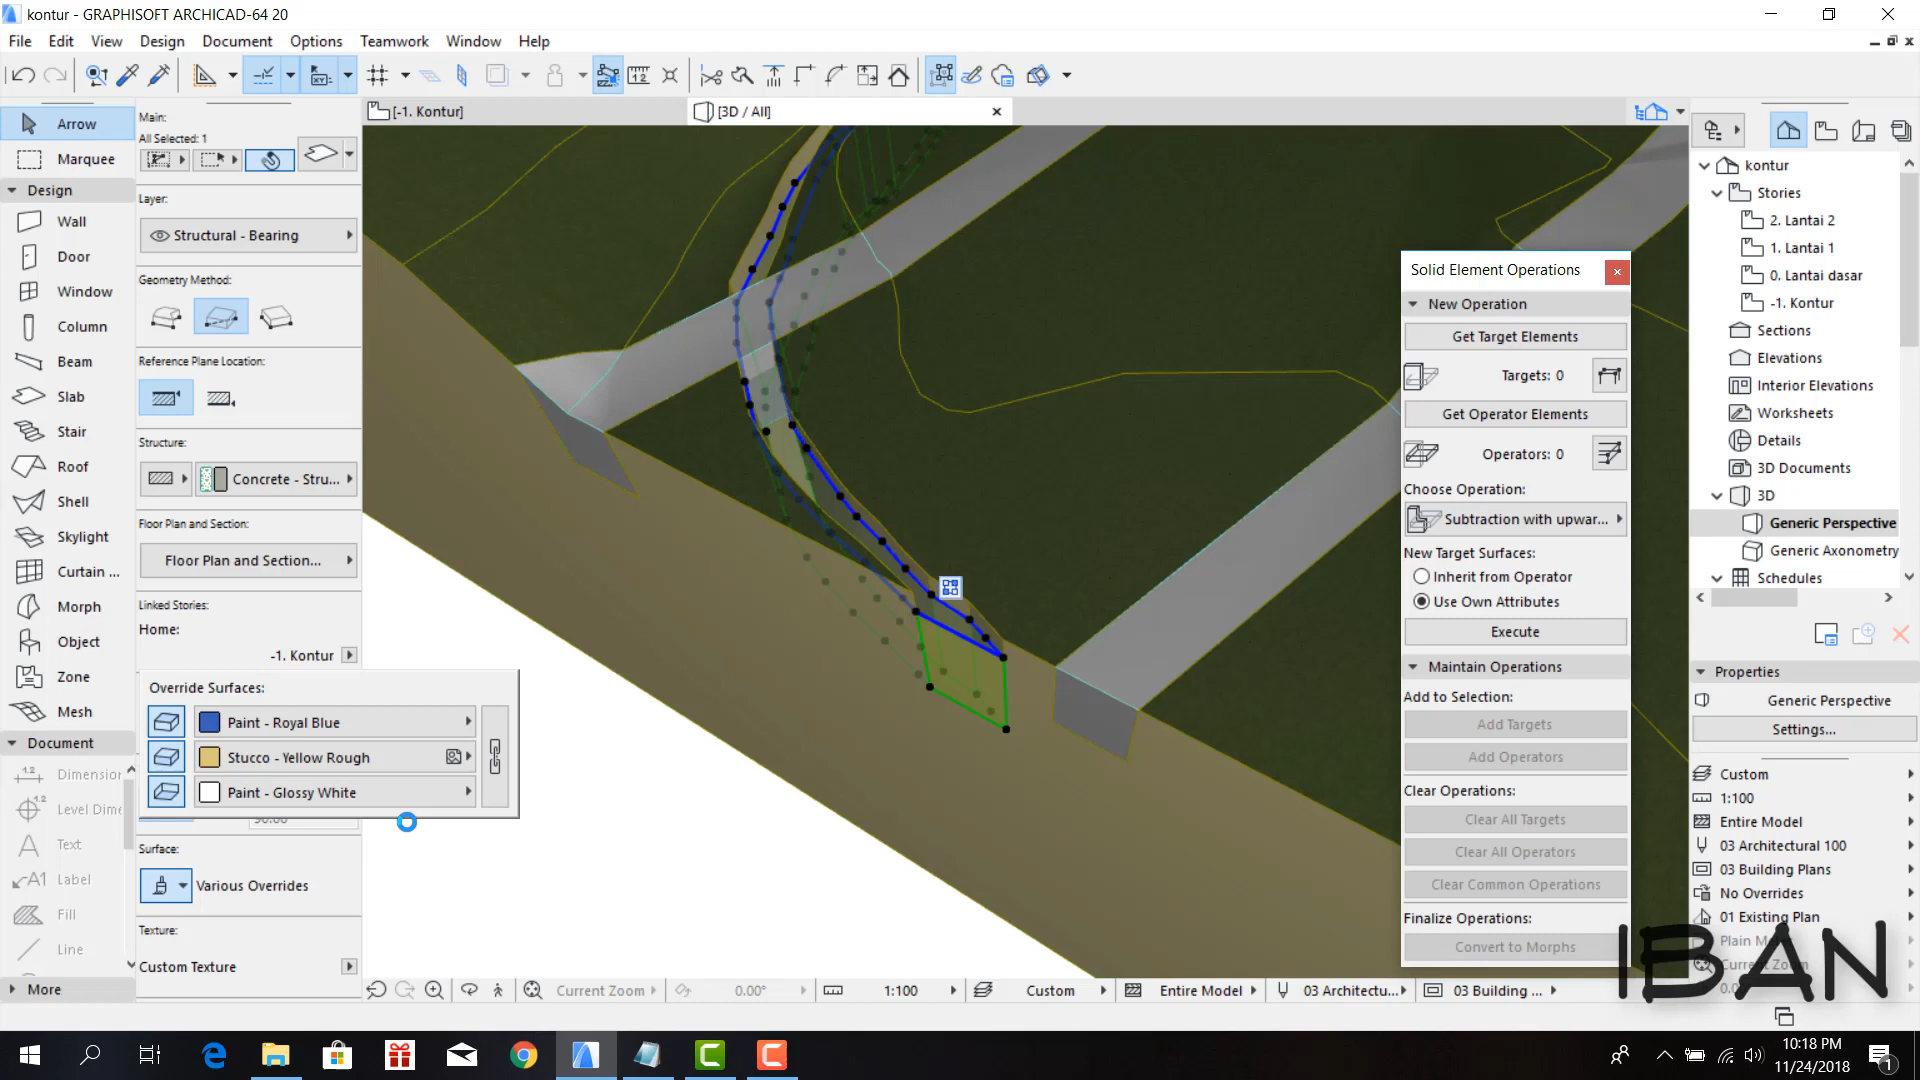 kontur - GRAPHISOFT ARCHICAD-64 20
File Edit View Design Document Options Teamwork Window Help
[-1. Kontur]
[3D / All]
Arrow
Marquee
Design
Wall
Door
Window
Column
Beam
Slab
Stair
Roof
Shell
Skylight
Curtain ...
Morph
Object
Zone
Mesh
Document
Dimension
Level Dime
Text
Label
Fill
Line
More
Main:
All Selected: 1
Layer:
Structural - Bearing
Geometry Method:
Reference Plane Location:
Structure:
Concrete - Stru...
Floor Plan and Section:
Floor Plan and Section...
Linked Stories:
Home:
-1. Kontur
Override Surfaces:
Paint - Royal Blue
Stucco - Yellow Rough
Paint - Glossy White
90.00
Surface:
Various Overrides
Texture:
Custom Texture
Solid Element Operations
New Operation
Get Target Elements
Targets: 0
Get Operator Elements
Operators: 0
Choose Operation:
Subtraction with upwar...
New Target Surfaces:
Inherit from Operator
Use Own Attributes
Execute
Maintain Operations
Add to Selection:
Add Targets
Add Operators
Clear Operations:
Clear All Targets
Clear All Operators
Clear Common Operations
Finalize Operations:
Convert to Morphs
kontur
Stories
2. Lantai 2
1. Lantai 1
0. Lantai dasar
-1. Kontur
Sections
Elevations
Interior Elevations
Worksheets
Details
3D Documents
3D
Generic Perspective
Generic Axonometry
Schedules
Properties
Generic Perspective
Settings...
Custom
1:100
Entire Model
03 Architectural 100
03 Building Plans
No Overrides
01 Existing Plan
Plain M
Current Zoom
IBAN
Current Zoom
0.00°
1:100
Custom
Entire Model
03 Architectu...
03 Building ...
10:18 PM
11/24/2018
1